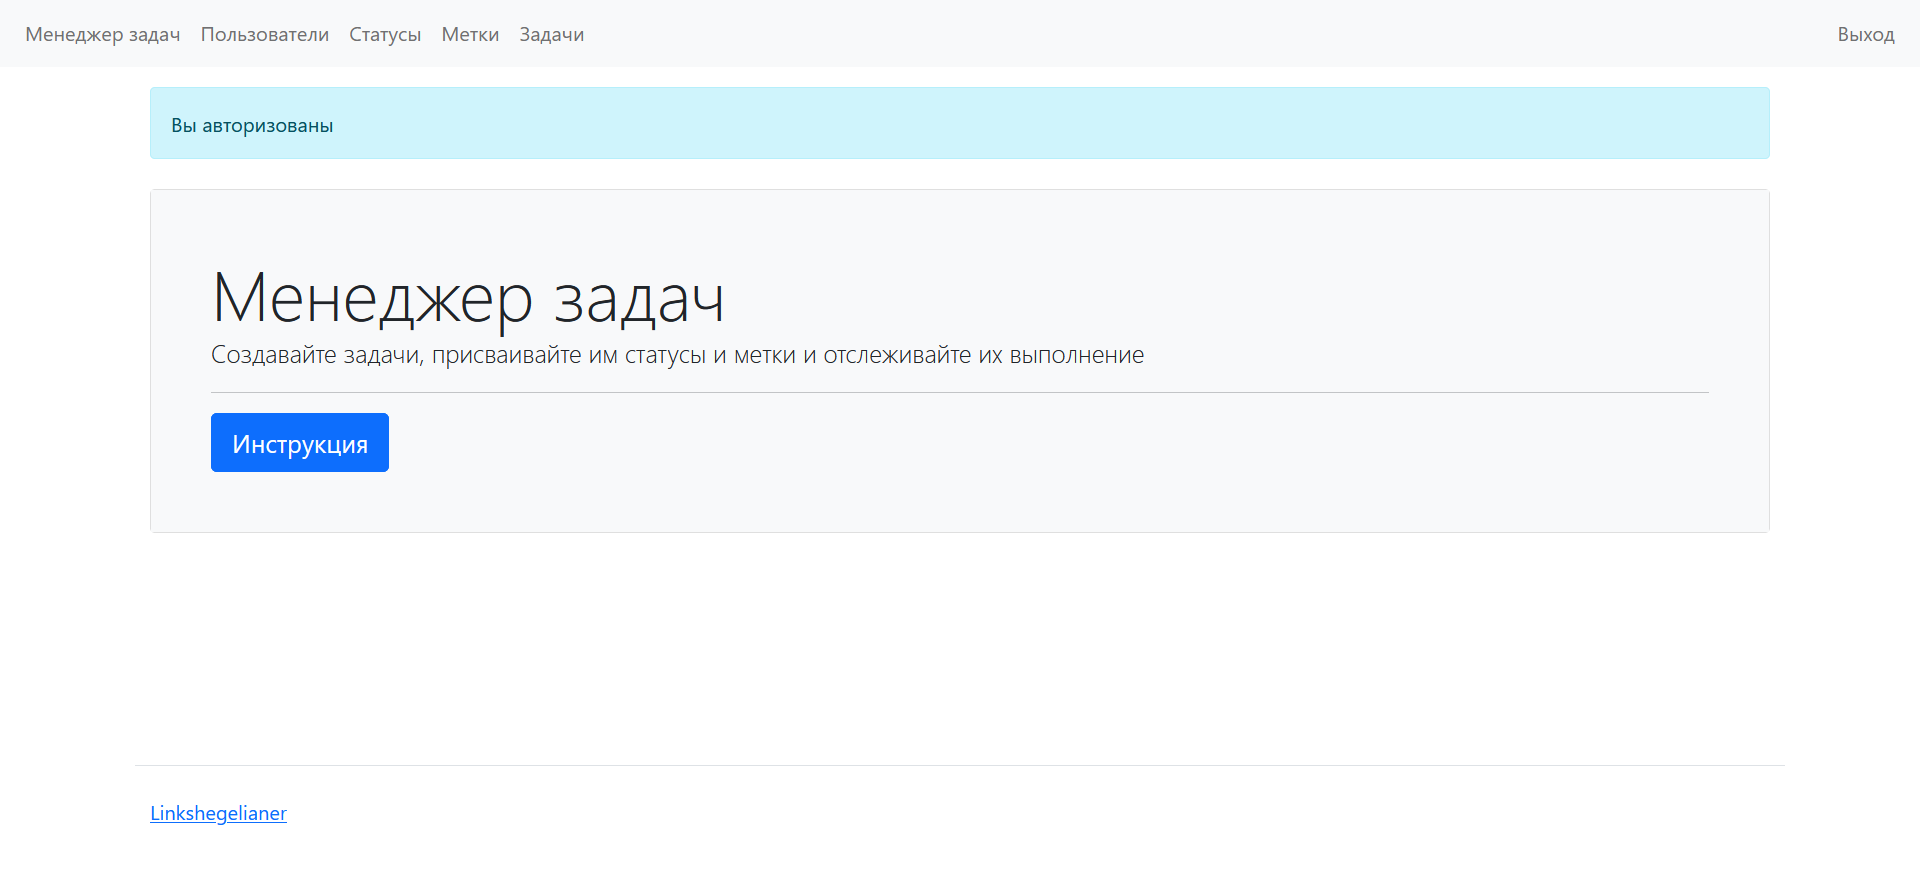 Менеджер задач Пользователи Статусы Метки Задачи Выход
Вы авторизованы
Менеджер задач
Создавайте задачи, присваивайте им статусы и метки и отслеживайте их выполнение
Инструкция
Linkshegelianer